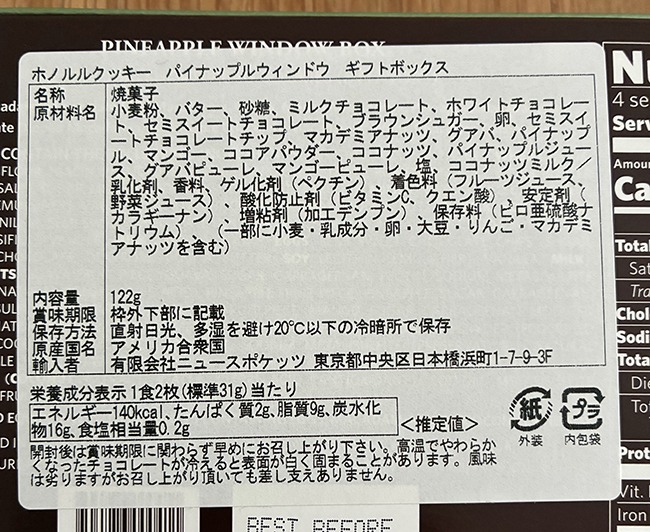 PINEAPPLE WINDOW BOX
ホノルルクッキー パイナップルウィンドウ ギフトボックス
名称 焼菓子
原材料名 小麦粉、バター、砂糖、ミルクチョコレート、ホワイトチョコレー
ト、セミスイートチョコレート、ブラウンシュガー、卵、セミスイ
ートチョコレートチップ、マカデミアナッツ、グアバ、パイナップ
ル、マンゴー、ココアパウダー、ココナッツ、パイナップルジュー
ス、グアバピューレ、マンゴーピューレ、塩、ココナッツミルク／
乳化剤、香料、ゲル化剤（ペクチン）、着色料（フルーツジュース、
野菜ジュース）、酸化防止剤（ビタミンC、クエン酸）、安定剤（
カラギーナン）、増粘剤（加工デンプン）、保存料（ピロ亜硫酸ナ
トリウム）、（一部に小麦・乳成分・卵・大豆・りんご・マカデミ
アナッツを含む）
内容量 122g
賞味期限 枠外下部に記載
保存方法 直射日光、多湿を避け20℃以下の冷暗所で保存
原産国名 アメリカ合衆国
輸入者 有限会社ニュースポケッツ 東京都中央区日本橋浜町1-7-9-3F
栄養成分表示 1食2枚(標準31g)当たり
エネルギー140kcal、たんぱく質2g、脂質9g、炭水化
物16g、食塩相当量0.2g
＜推定値＞
紙 外装
プラ 内包袋
開封後は賞味期限に関わらず早めにお召し上がり下さい。高温でやわらか
くなったチョコレートが冷えると表面が白く固まることがあります。風味
は劣りますがお召し上がり頂いても差し支えありません。
BEST BEFORE
Nu
4 se
Serv
Amoun
Ca
Total
Sat
Tra
Chol
Sodi
Tota
Die
To
Prot
Vit.
Iron